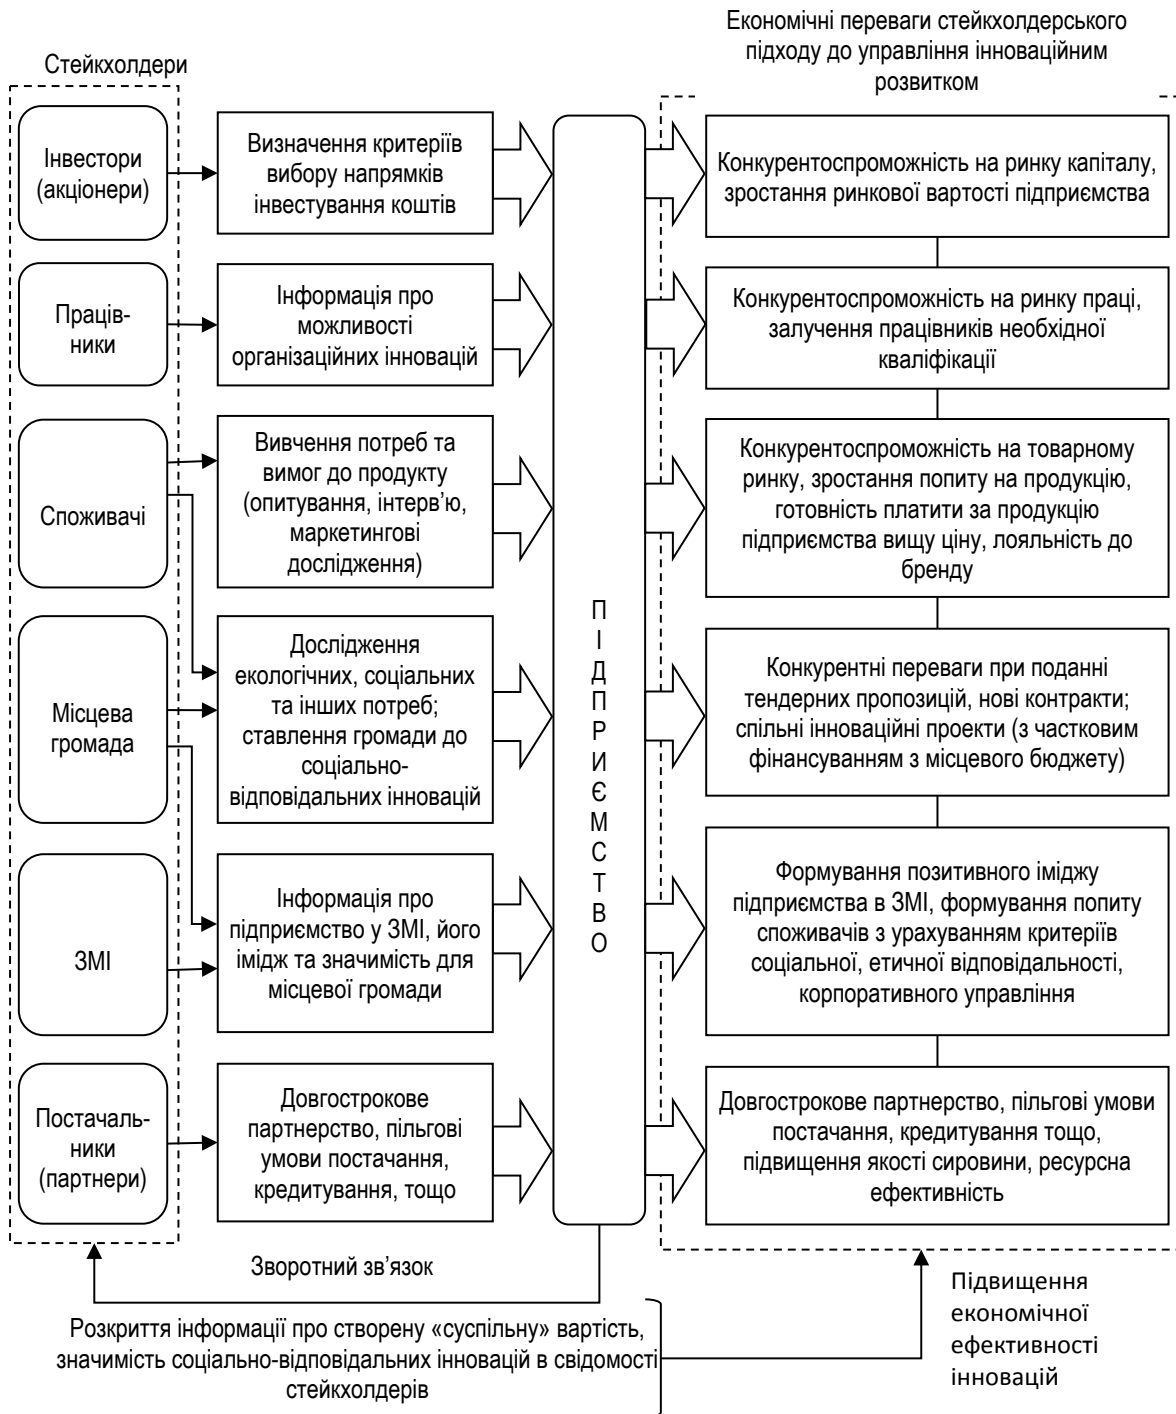 Економічні переваги стейкхолдерського
підходу до управління інноваційним
розвитком
Стейкхолдери
Інвестори
(акціонери)
Визначення критеріїв
вибору напрямків
інвестування коштів
Конкурентоспроможність на ринку капіталу,
зростання ринкової вартості підприємства
Праців-
ники
Інформація про
можливості
організаційних інновацій
Конкурентоспроможність на ринку праці,
залучення працівників необхідної
кваліфікації
Споживачі
Вивчення потреб та
вимог до продукту
(опитування, інтерв’ю,
маркетингові
дослідження)
Конкурентоспроможність на товарному
ринку, зростання попиту на продукцію,
готовність платити за продукцію
підприємства вищу ціну, лояльність до
бренду
П
І
Д
П
Р
И
Є
М
С
Т
В
О
Місцева
громада
Дослідження
екологічних, соціальних
та інших потреб;
ставлення громади до
соціально-
відповідальних інновацій
Конкурентні переваги при поданні
тендерних пропозицій, нові контракти;
спільні інноваційні проекти (з частковим
фінансуванням з місцевого бюджету)
ЗМІ
Інформація про
підприємство у ЗМІ, його
імідж та значимість для
місцевої громади
Формування позитивного іміджу
підприємства в ЗМІ, формування попиту
споживачів з урахуванням критеріїв
соціальної, етичної відповідальності,
корпоративного управління
Постачаль-
ники
(партнери)
Довгострокове
партнерство, пільгові
умови постачання,
кредитування, тощо
Довгострокове партнерство, пільгові умови
постачання, кредитування тощо,
підвищення якості сировини, ресурсна
ефективність
Зворотний зв’язок
Розкриття інформації про створену «суспільну» вартість,
значимість соціально-відповідальних інновацій в свідомості
стейкхолдерів
Підвищення
економічної
ефективності
інновацій